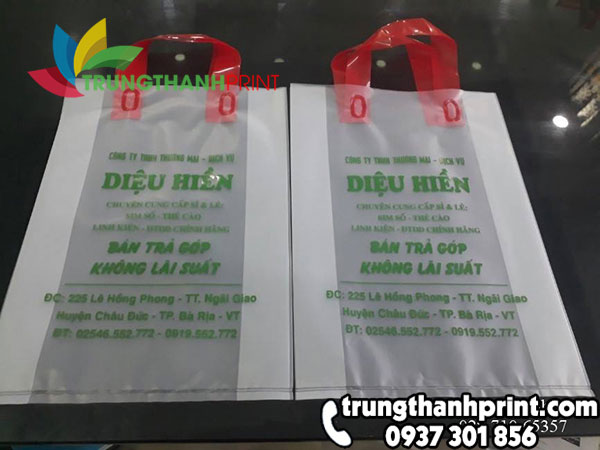 TRUNGTHANHPRINT
CÔNG TY TNHH THƯƠNG MẠI - DỊCH VỤ
DIỆU HIỀN
CHUYÊN CUNG CẤP SỈ & LẺ:
SIM SỐ - THẺ CÀO
LINH KIỆN - ĐTDĐ CHÍNH HÃNG
BÁN TRẢ GÓP
KHÔNG LÃI SUẤT
ĐC: 225 Lê Hồng Phong - TT. Ngãi Giao
Huyện Châu Đức - TP. Bà Rịa - VT
ĐT: 02546.552.772 - 0919.552.772
CÔNG TY TNHH THƯƠNG MẠI - DỊCH VỤ
DIỆU HIỀN
CHUYÊN CUNG CẤP SỈ & LẺ:
SIM SỐ - THẺ CÀO
LINH KIỆN - ĐTDĐ CHÍNH HÃNG
BÁN TRẢ GÓP
KHÔNG LÃI SUẤT
ĐC: 225 Lê Hồng Phong - TT. Ngãi Giao
Huyện Châu Đức - TP. Bà Rịa - VT
ĐT: 02546.552.772 - 0919.552.772
trungthanhprint.com
0937 301 856